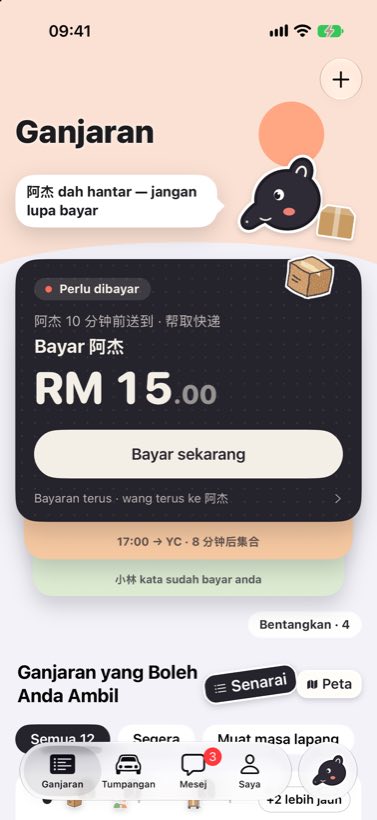 09:41
Ganjaran
阿杰 dah hantar — jangan
lupa bayar
Perlu dibayar
阿杰 10 分钟前送到 · 帮取快递
Bayar 阿杰
RM 15.00
Bayar sekarang
Bayaran terus · wang terus ke 阿杰
17:00 → YC · 8 分钟后集合
小林 kata sudah bayar anda
Bentangkan · 4
Ganjaran yang Boleh
Anda Ambil
Senarai
Peta
Semua 12
Segera
Muat masa lapang
3
Ganjaran
Tumpangan
Mesej
Saya
+2 lebih jauh